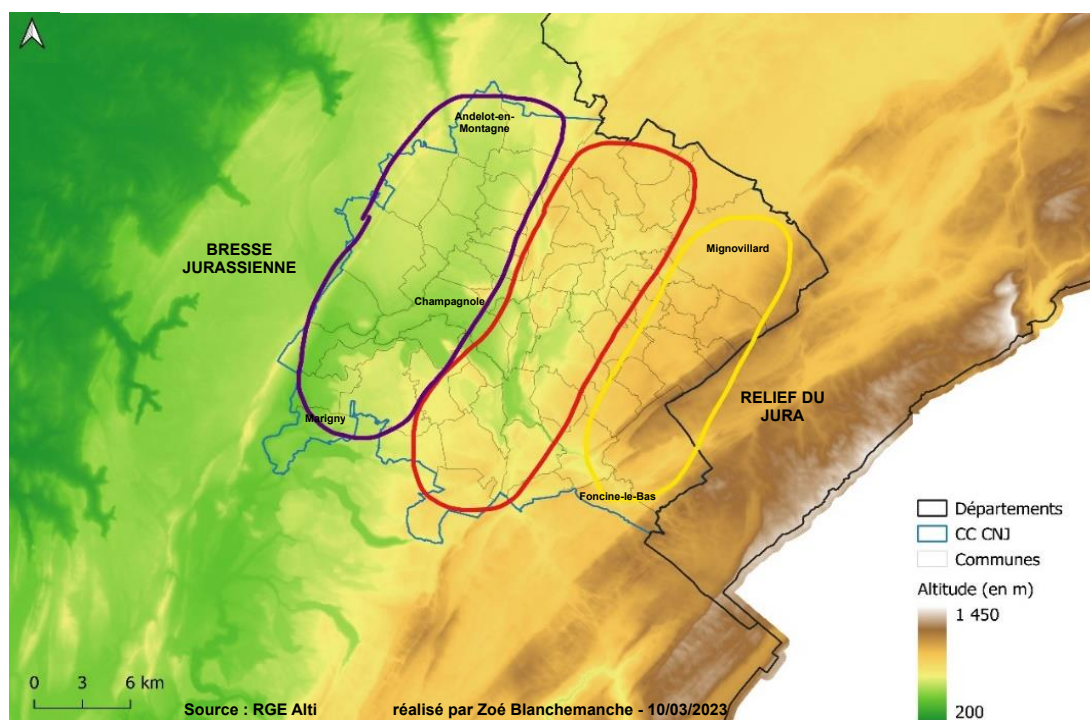 Andelot-en-
Montagne
BRESSE
JURASSIENNE
Mignovillard
Champagnole
RELIEF DU
JURA
Marigny
Foncine-le-Bas
Départements
CC CNJ
Communes
Altitude (en m)
1 450
200
0 3 6 km
Source : RGE Alti réalisé par Zoé Blanchemanche - 10/03/2023